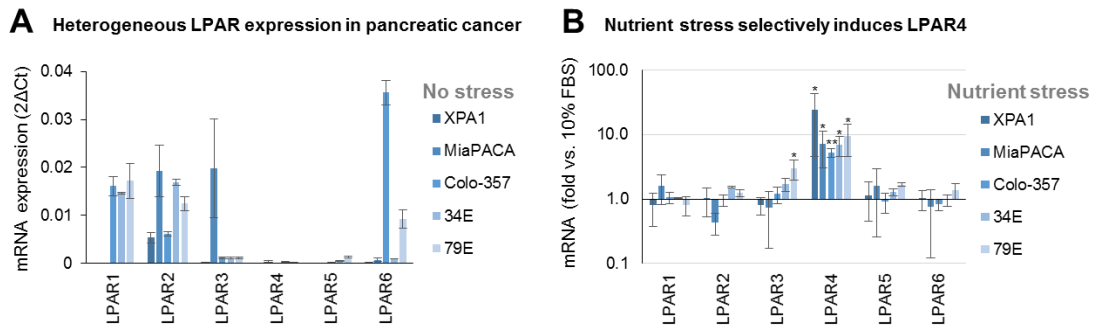 A Heterogeneous LPAR expression in pancreatic cancer
mRNA expression (2ΔCt)
0.04
0.03
0.02
0.01
0
LPAR1
LPAR2
LPAR3
LPAR4
LPAR5
LPAR6
No stress
XPA1
MiaPACA
Colo-357
34E
79E
B Nutrient stress selectively induces LPAR4
mRNA (fold vs. 10% FBS)
100.0
10.0
1.0
0.1
*
*
**
*
*
*
LPAR1
LPAR2
LPAR3
LPAR4
LPAR5
LPAR6
Nutrient stress
XPA1
MiaPACA
Colo-357
34E
79E